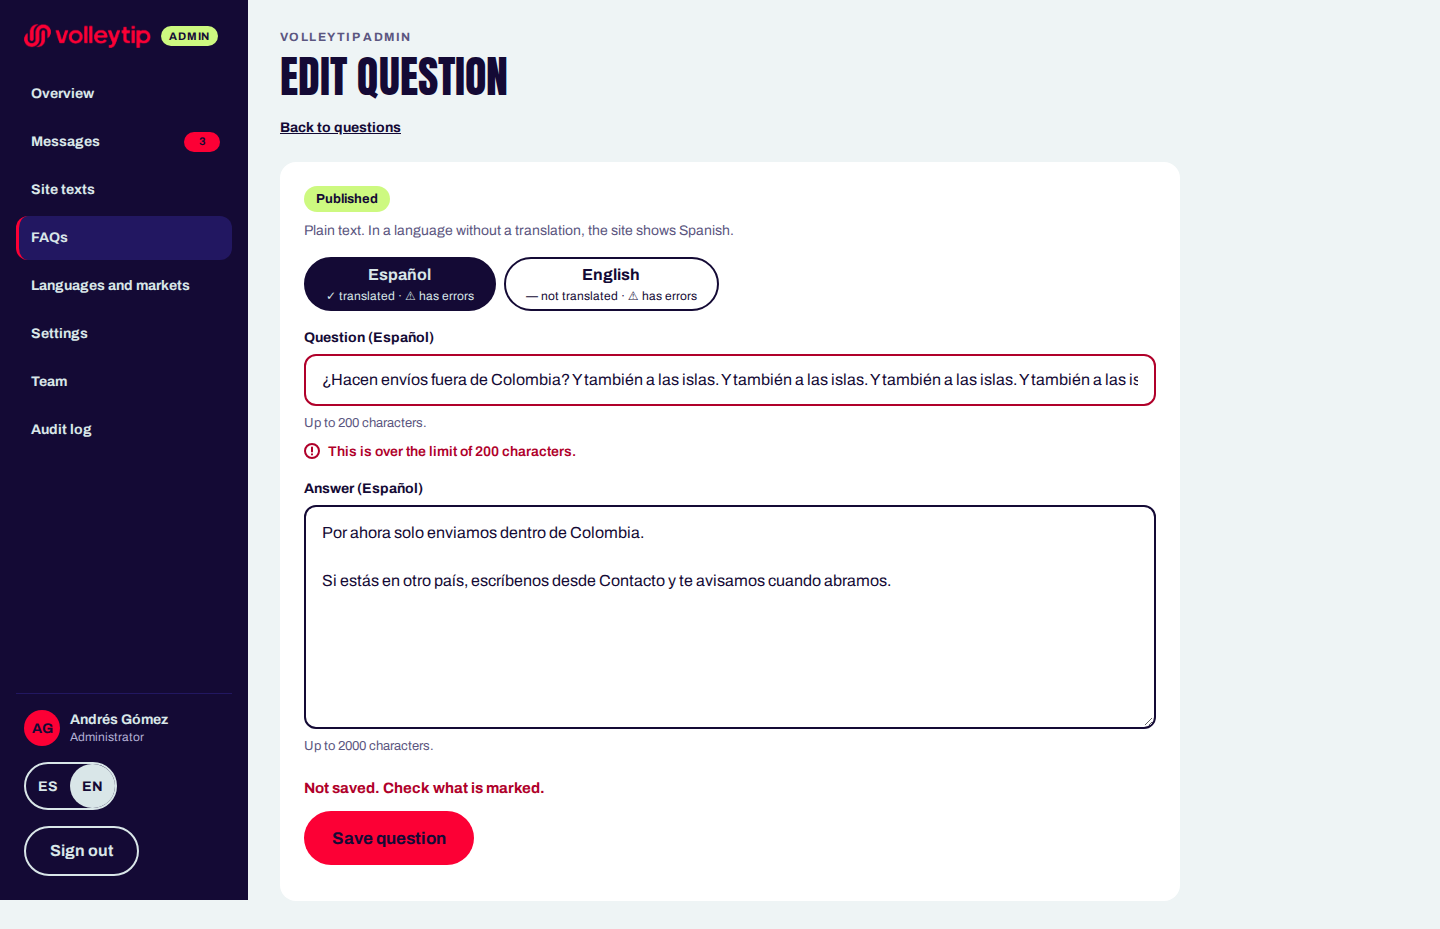 volleytip ADMIN
Overview
Messages 3
Site texts
FAQs
Languages and markets
Settings
Team
Audit log
AG Andrés Gómez
Administrator
ES EN
Sign out
VOLLEYTIP ADMIN
EDIT QUESTION
Back to questions
Published
Plain text. In a language without a translation, the site shows Spanish.
Español
✓ translated · ⚠ has errors
English
— not translated · ⚠ has errors
Question (Español)
¿Hacen envíos fuera de Colombia? Y también a las islas. Y también a las islas. Y también a las islas. Y también a las is
Up to 200 characters.
This is over the limit of 200 characters.
Answer (Español)
Por ahora solo enviamos dentro de Colombia.
Si estás en otro país, escríbenos desde Contacto y te avisamos cuando abramos.
Up to 2000 characters.
Not saved. Check what is marked.
Save question